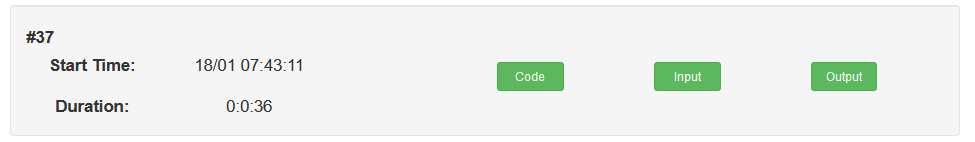 #37
Start Time: 18/01 07:43:11
Code Input Output
Duration: 0:0:36